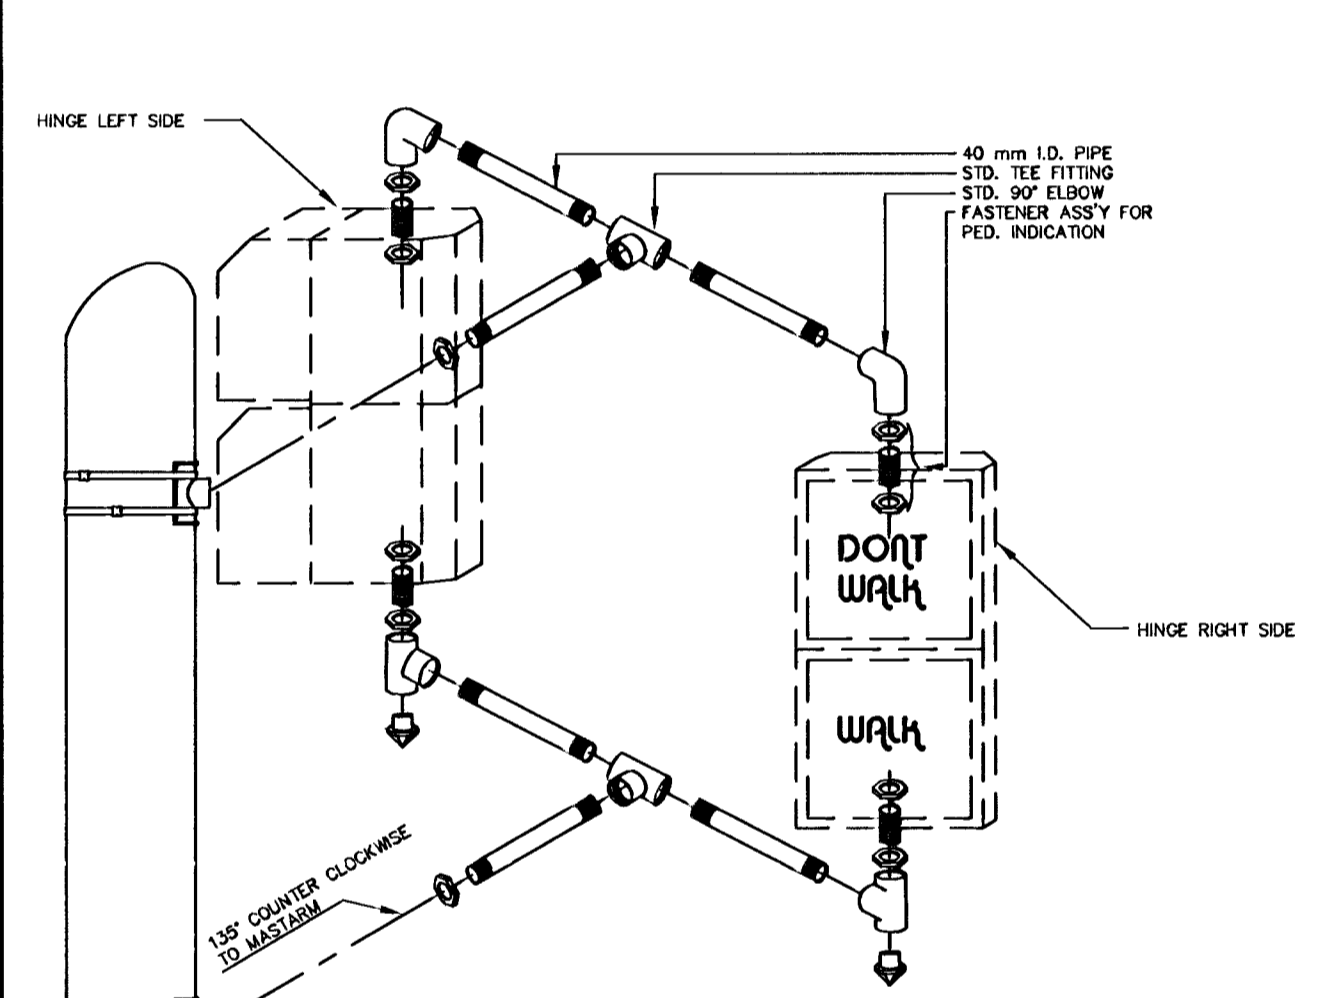 HINGE LEFT SIDE
40 mm I.D. PIPE
STD. TEE FITTING
STD. 90° ELBOW
FASTENER ASS'Y FOR
PED. INDICATION
DONT
WALK
HINGE RIGHT SIDE
WALK
135° COUNTER CLOCKWISE
TO MASTARM